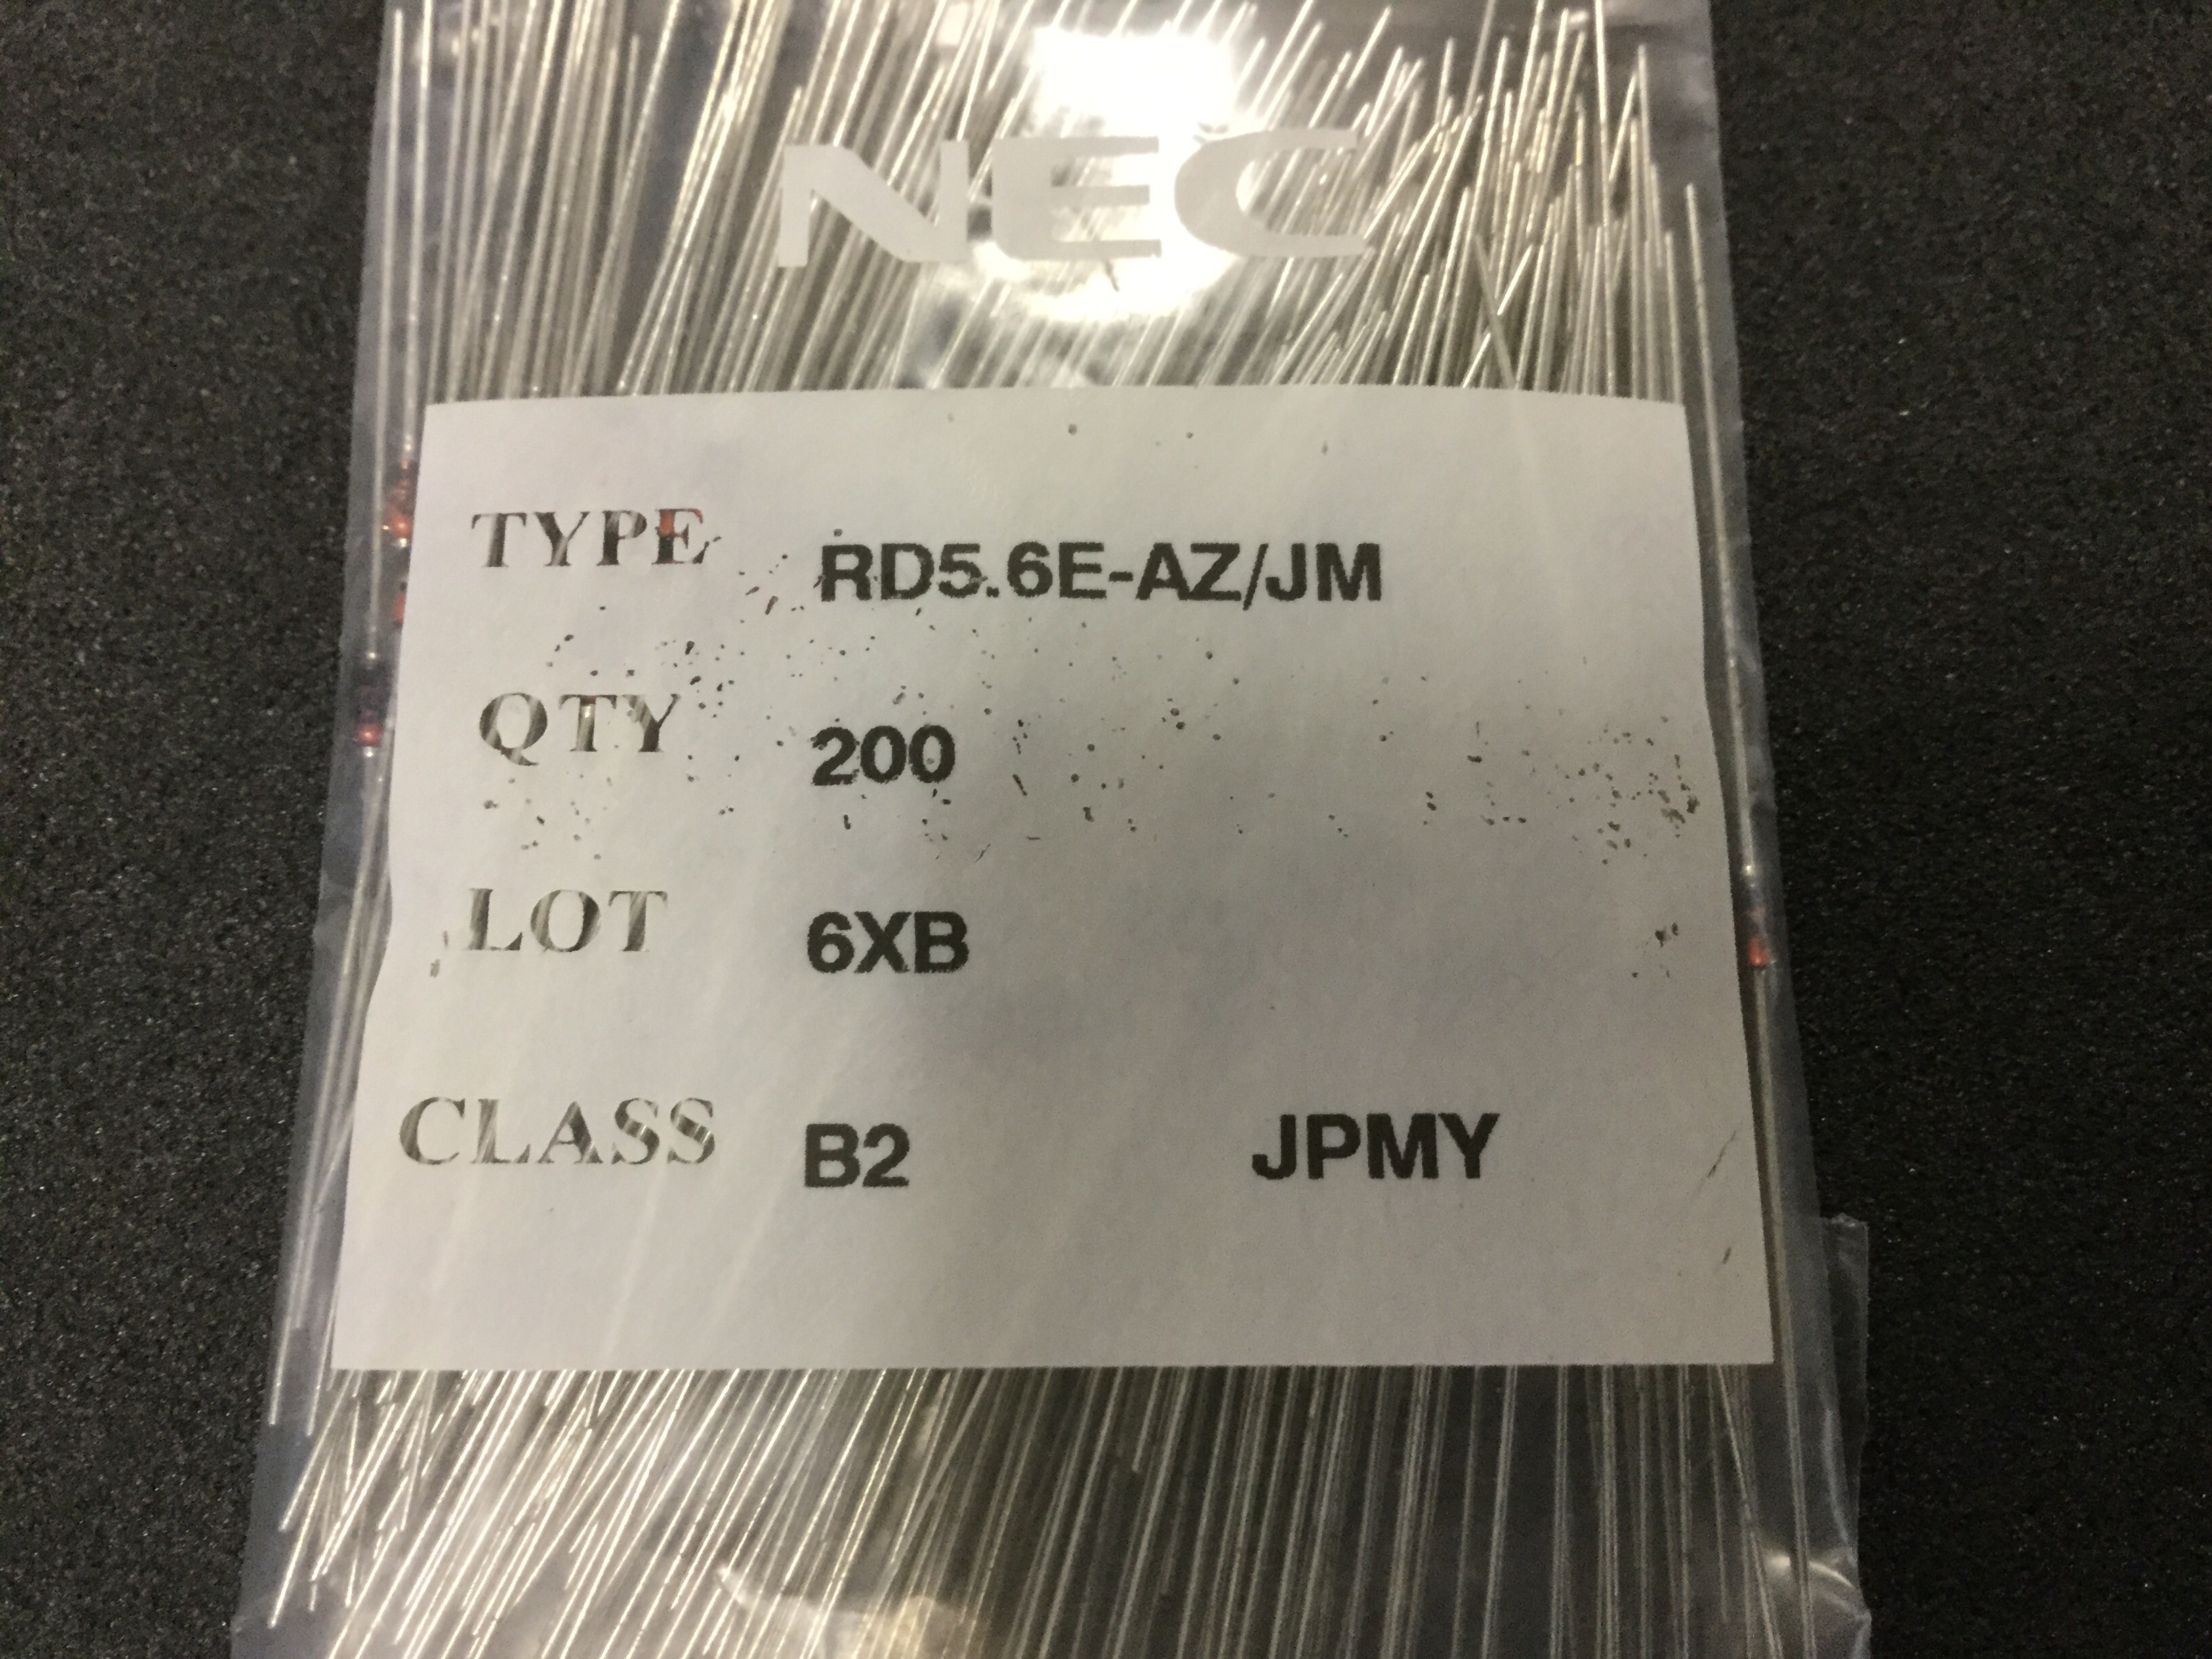 NEC
TYPE RD5.6E-AZ/JM
QTY 200
LOT 6XB
CLASS B2 JPMY